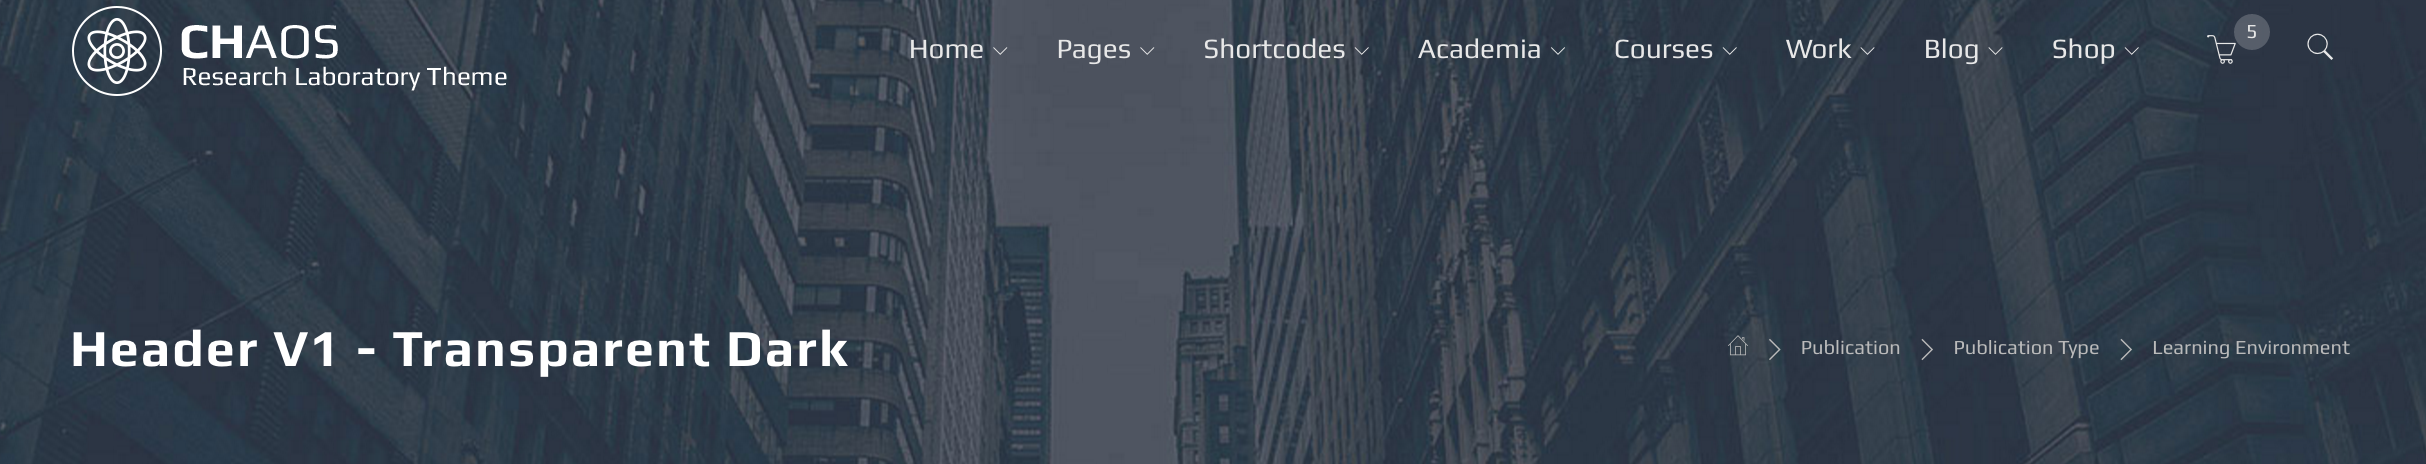 CHAOS
Research Laboratory Theme
Home Pages Shortcodes Academia Courses Work Blog Shop 5
Header V1 - Transparent Dark
Publication Publication Type Learning Environment